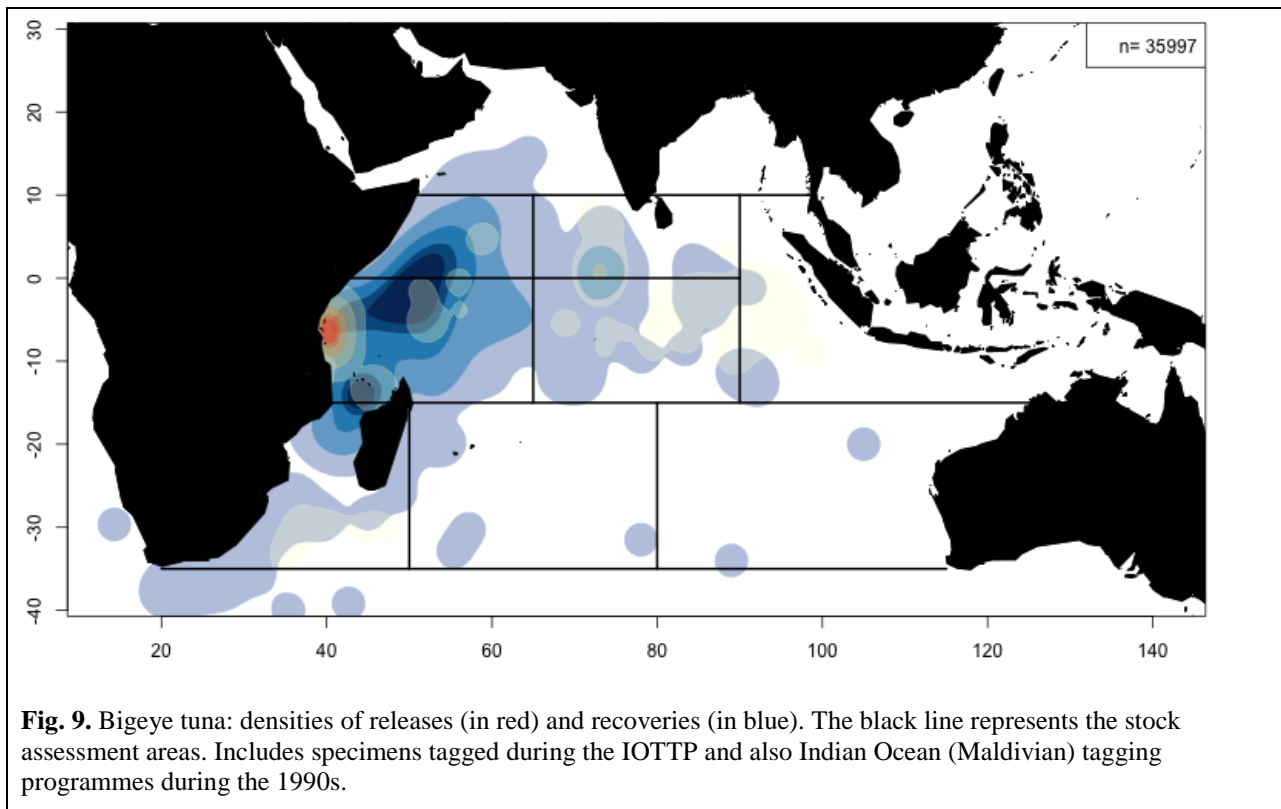 n= 35997
30
20
10
0
-10
-20
-30
-40
20 40 60 80 100 120 140
Fig. 9. Bigeye tuna: densities of releases (in red) and recoveries (in blue). The black line represents the stock
assessment areas. Includes specimens tagged during the IOTTP and also Indian Ocean (Maldivian) tagging
programmes during the 1990s.